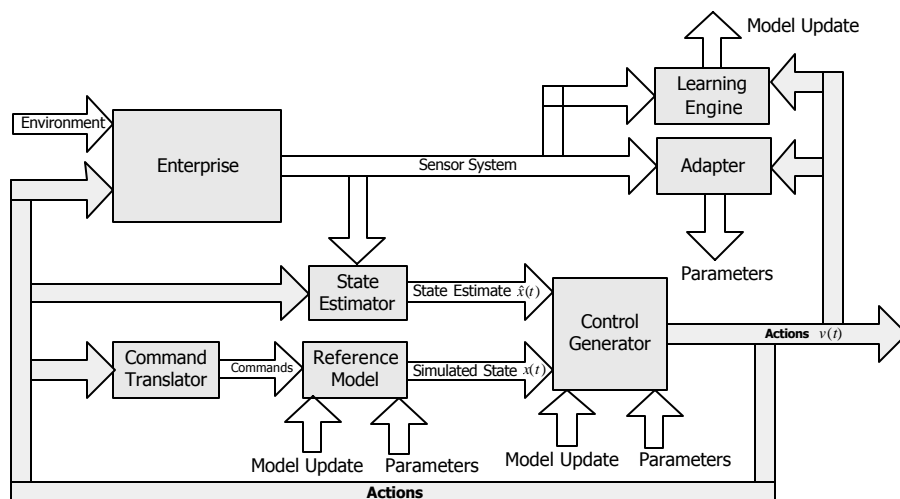 Model Update
Learning
Engine
Environment
Enterprise
Sensor System
Adapter
Parameters
State
Estimator
State Estimate x̂(t)
Control
Generator
Actions v(t)
Command
Translator
Commands
Reference
Model
Simulated State x(t)
Model Update
Parameters
Model Update
Parameters
Actions